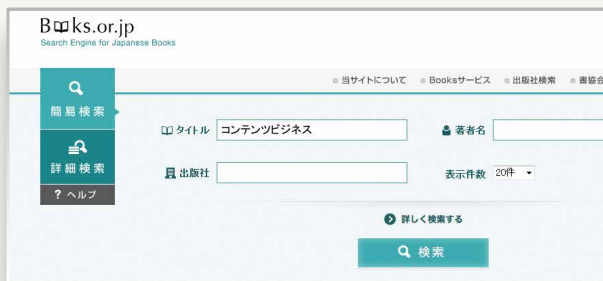 Books.or.jp
Search Engine for Japanese Books
当サイトについて Booksサービス 出版社検索 書協会
簡易検索
詳細検索
? ヘルプ
タイトル コンテンツビジネス 著者名
出版社 表示件数 20件
詳しく検索する
検索